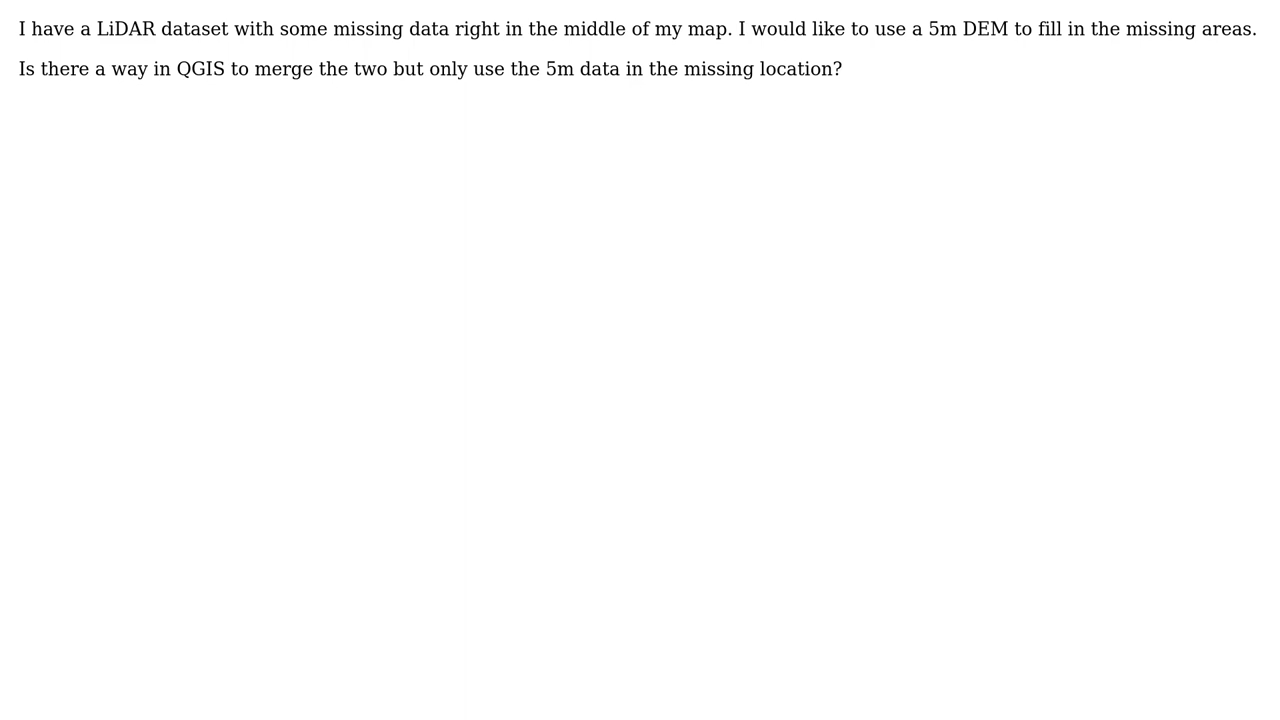 I have a LiDAR dataset with some missing data right in the middle of my map. I would like to use a 5m DEM to fill in the missing areas.
Is there a way in QGIS to merge the two but only use the 5m data in the missing location?